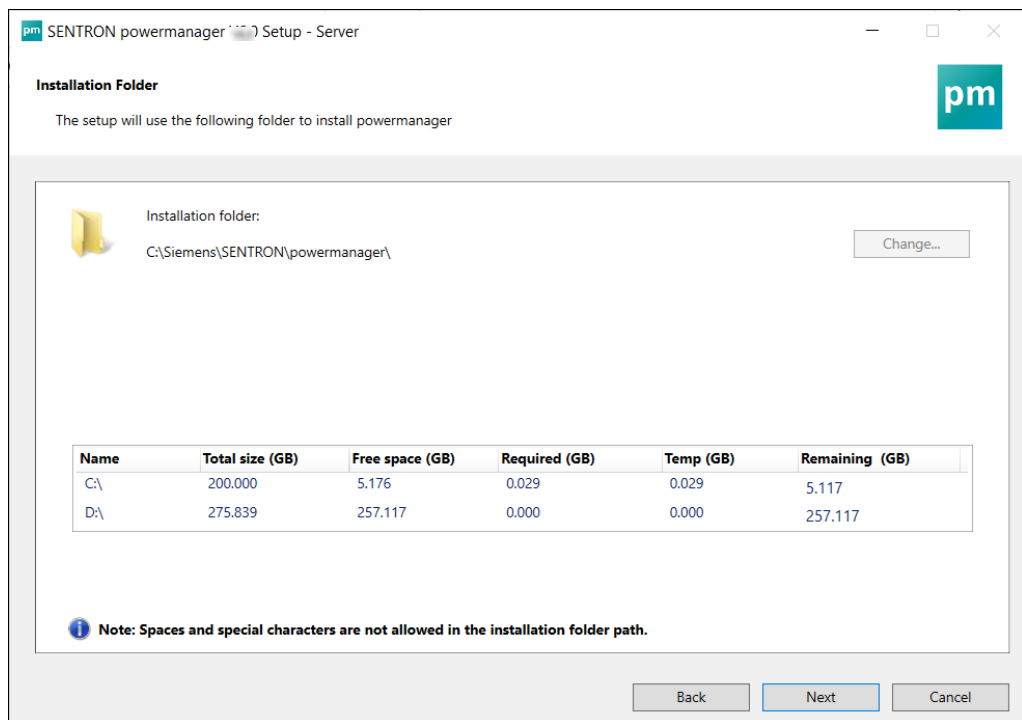 pm SENTRON powermanager Setup - Server
Installation Folder
The setup will use the following folder to install powermanager
pm
Installation folder:
C:\Siemens\SENTRON\powermanager\
Change...
Name Total size (GB) Free space (GB) Required (GB) Temp (GB) Remaining (GB)
C:\ 200.000 5.176 0.029 0.029 5.117
D:\ 275.839 257.117 0.000 0.000 257.117
i Note: Spaces and special characters are not allowed in the installation folder path.
Back Next Cancel